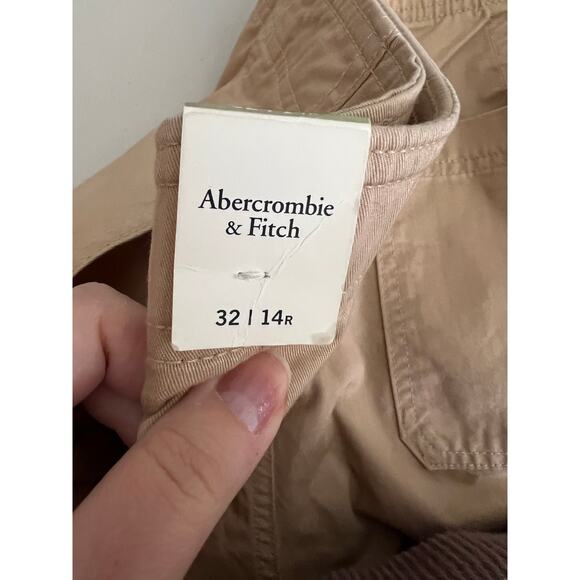 Abercrombie
& Fitch
32 | 14R